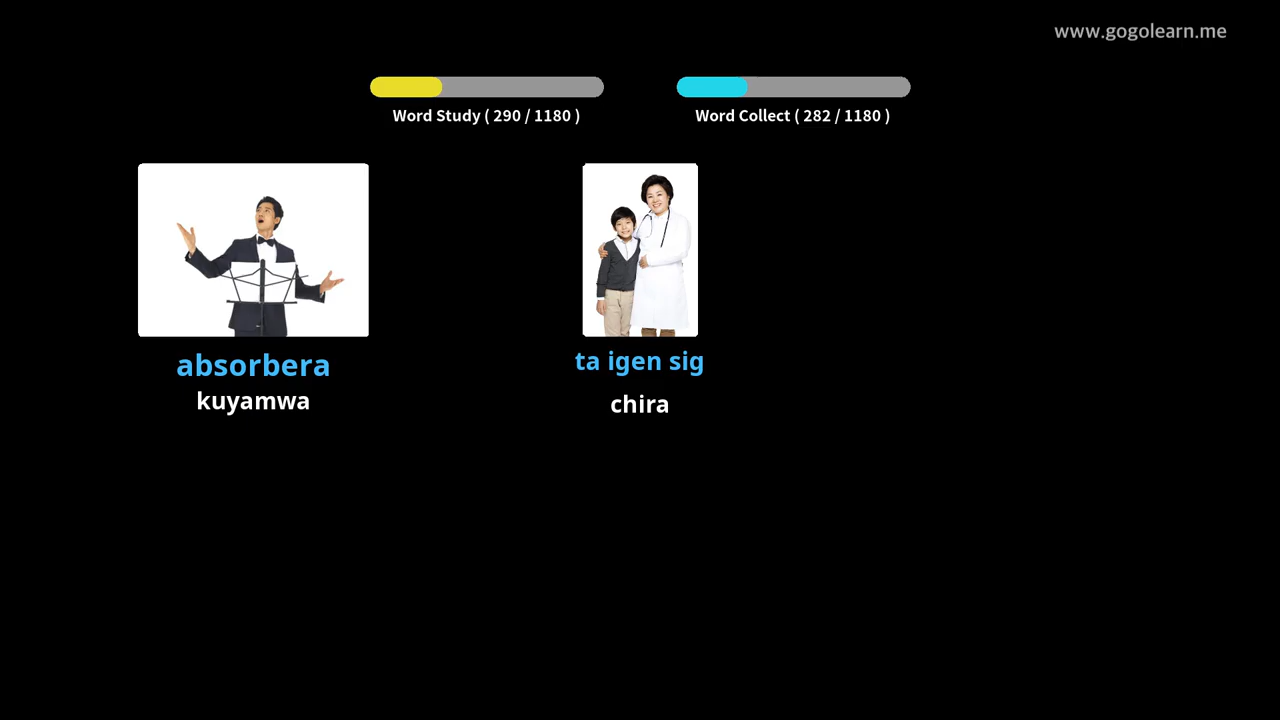 www.gogolearn.me
Word Study ( 290 / 1180 )
Word Collect ( 282 / 1180 )
absorbera
kuyamwa
ta igen sig
chira